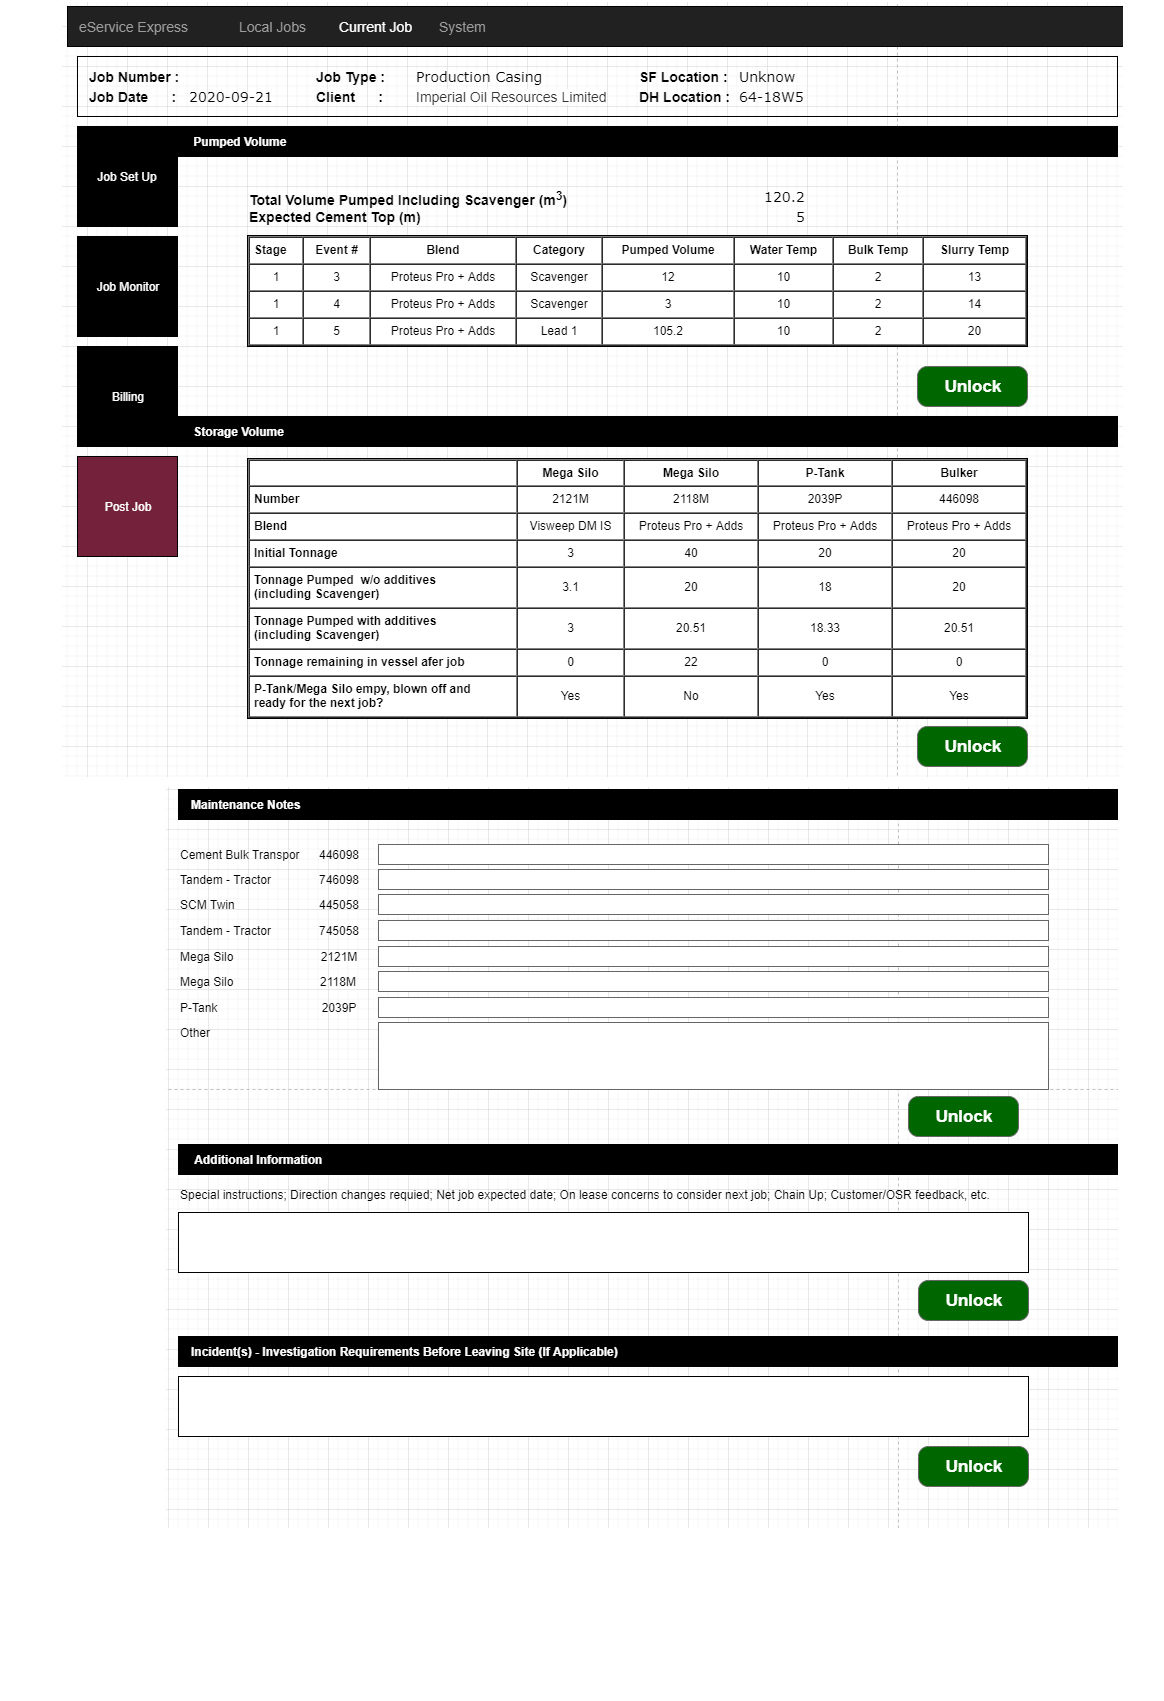 eService Express Local Jobs Current Job System
Job Number : Job Type : Production Casing SF Location : Unknow
Job Date : 2020-09-21 Client : Imperial Oil Resources Limited DH Location : 64-18W5
Pumped Volume
Job Set Up
Total Volume Pumped Including Scavenger (m3) 120.2
Expected Cement Top (m) 5
Stage Event # Blend Category Pumped Volume Water Temp Bulk Temp Slurry Temp
1 3 Proteus Pro + Adds Scavenger 12 10 2 13
Job Monitor
1 4 Proteus Pro + Adds Scavenger 3 10 2 14
1 5 Proteus Pro + Adds Lead 1 105.2 10 2 20
Unlock
Billing
Storage Volume
Mega Silo Mega Silo P-Tank Bulker
Number 2121M 2118M 2039P 446098
Post Job
Blend Visweep DM IS Proteus Pro + Adds Proteus Pro + Adds Proteus Pro + Adds
Initial Tonnage 3 40 20 20
Tonnage Pumped w/o additives
(including Scavenger) 3.1 20 18 20
Tonnage Pumped with additives
(including Scavenger) 3 20.51 18.33 20.51
Tonnage remaining in vessel afer job 0 22 0 0
P-Tank/Mega Silo empy, blown off and
ready for the next job? Yes No Yes Yes
Unlock
Maintenance Notes
Cement Bulk Transpor 446098
Tandem - Tractor 746098
SCM Twin 445058
Tandem - Tractor 745058
Mega Silo 2121M
Mega Silo 2118M
P-Tank 2039P
Other
Unlock
Additional Information
Special instructions; Direction changes requied; Net job expected date; On lease concerns to consider next job; Chain Up; Customer/OSR feedback, etc.
Unlock
Incident(s) - Investigation Requirements Before Leaving Site (If Applicable)
Unlock